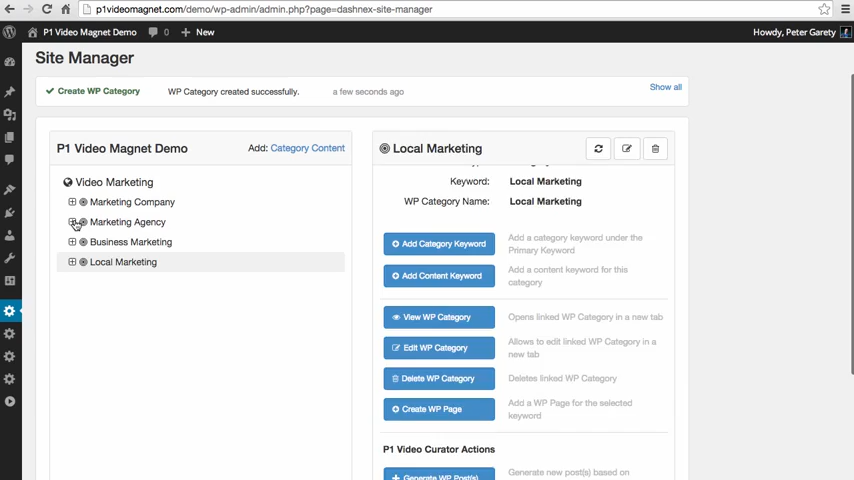 p1videomagnet.com/demo/wp-admin/admin.php?page=dashnex-site-manager
P1 Video Magnet Demo 0 New Howdy, Peter Garety
Site Manager
Create WP Category WP Category created successfully. a few seconds ago Show all
P1 Video Magnet Demo Add: Category Content
Video Marketing
Marketing Company
Marketing Agency
Business Marketing
Local Marketing
Local Marketing
Keyword: Local Marketing
WP Category Name: Local Marketing
Add Category Keyword
Add a category keyword under the
Primary Keyword
Add Content Keyword
Add a content keyword for this
category
View WP Category Opens linked WP Category in a new tab
Edit WP Category
Allows to edit linked WP Category in a
new tab
Delete WP Category Deletes linked WP Category
Create WP Page
Add a WP Page for the selected
keyword
P1 Video Curator Actions
Generate WP Post(s) Generate new post(s) based on